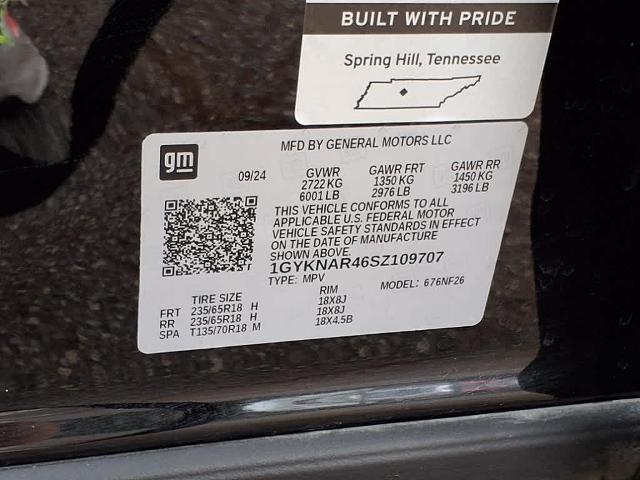 BUILT WITH PRIDE
Spring Hill, Tennessee
gm
MFD BY GENERAL MOTORS LLC
09/24
GVWR GAWR FRT GAWR RR
2722 KG 1350 KG 1450 KG
6001 LB 2976 LB 3196 LB
THIS VEHICLE CONFORMS TO ALL
APPLICABLE U.S. FEDERAL MOTOR
VEHICLE SAFETY STANDARDS IN EFFECT
ON THE DATE OF MANUFACTURE
SHOWN ABOVE.
1GYKNAR46SZ109707
TYPE: MPV MODEL: 676NF26
TIRE SIZE RIM
FRT 235/65R18 H 18X8J
RR 235/65R18 H 18X8J
SPA T135/70R18 M 18X4.5B